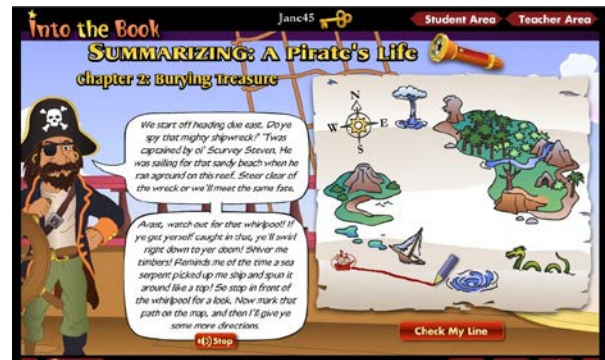 Into the Book
Jane45
Student Area
Teacher Area
SUMMARIZING: A Pirate's Life
Chapter 2: Burying Treasure
We start off heading due east. Do ye
spy that mighty shipwreck? 'Twas
captained by ol' Scurvey Steven. He
was sailing for that sandy beach when he
ran aground on this reef. Steer clear of
the wreck or we'll meet the same fate.
Avast, watch out for that whirlpool! If
ye get yerself caught in that, ye'll swirl
right down to yer doom! Shiver me
timbers! Reminds me of the time a sea
serpent picked up me ship and spun it
around like a top! So stop in front of
the whirlpool for a look. Now mark that
path on the map, and then I'll give ye
some more directions.
Stop
N
W E
S
Check My Line